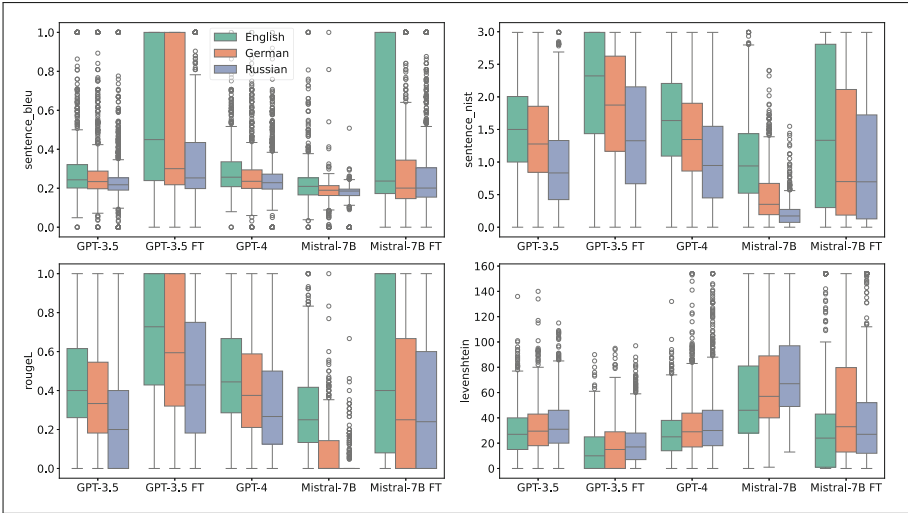 1.0
0.8
0.6
0.4
0.2
0.0
sentence_bleu
English
German
Russian
GPT-3.5 GPT-3.5 FT GPT-4 Mistral-7B Mistral-7B FT
3.0
2.5
2.0
1.5
1.0
0.5
0.0
sentence_nist
GPT-3.5 GPT-3.5 FT GPT-4 Mistral-7B Mistral-7B FT
1.0
0.8
0.6
0.4
0.2
0.0
rougeL
GPT-3.5 GPT-3.5 FT GPT-4 Mistral-7B Mistral-7B FT
160
140
120
100
80
60
40
20
0
levenshtein
GPT-3.5 GPT-3.5 FT GPT-4 Mistral-7B Mistral-7B FT